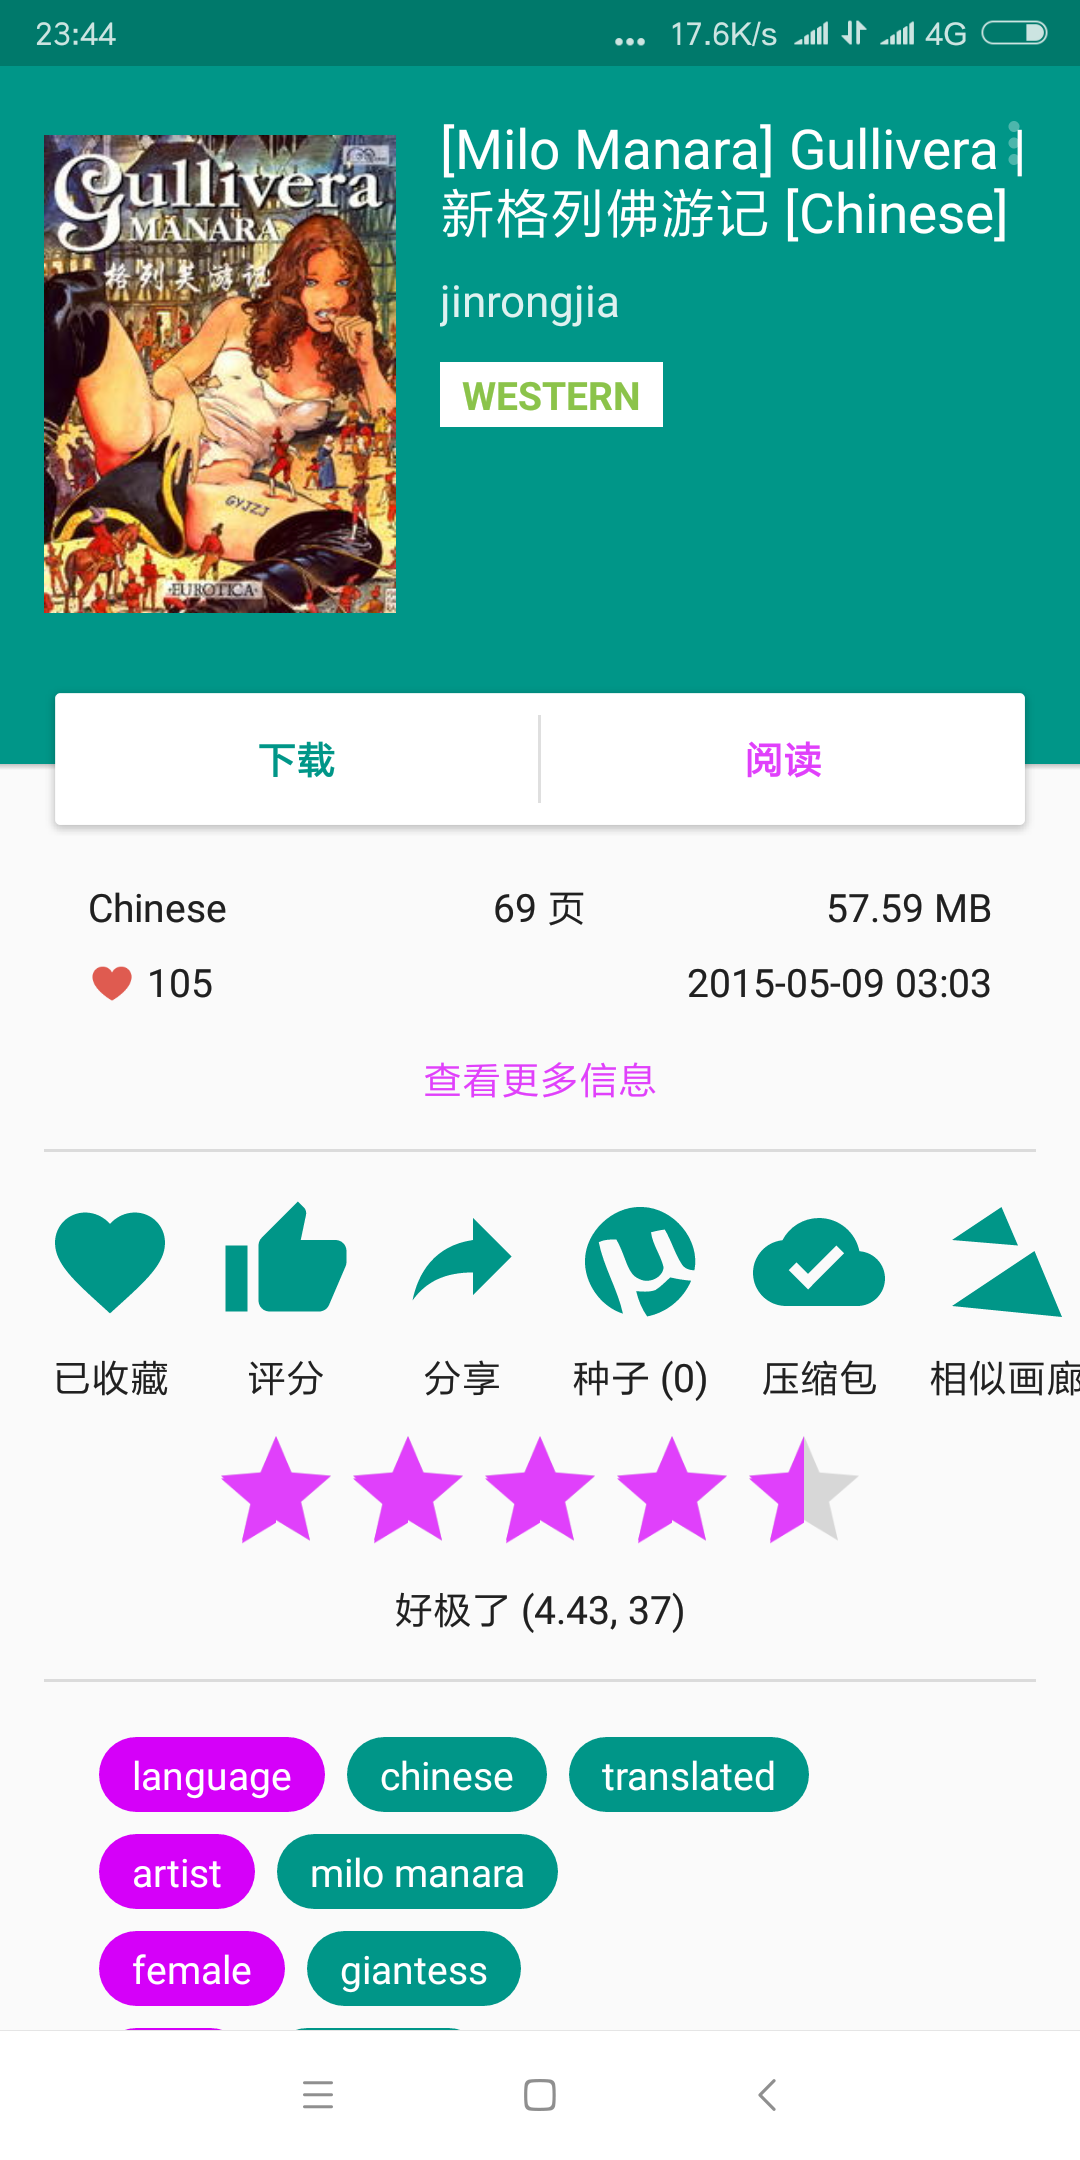 23:44
... 17.6K/s 4G
Gullivera
MANARA
格列芙游记
GYJZJ
·EUROTICA·
[Milo Manara] Gullivera |
新格列佛游记 [Chinese]
jinrongjia
WESTERN
下载
阅读
Chinese
69 页
57.59 MB
105
2015-05-09 03:03
查看更多信息
已收藏
评分
分享
种子 (0)
压缩包
相似画廊
好极了 (4.43, 37)
language chinese translated
artist milo manara
female giantess